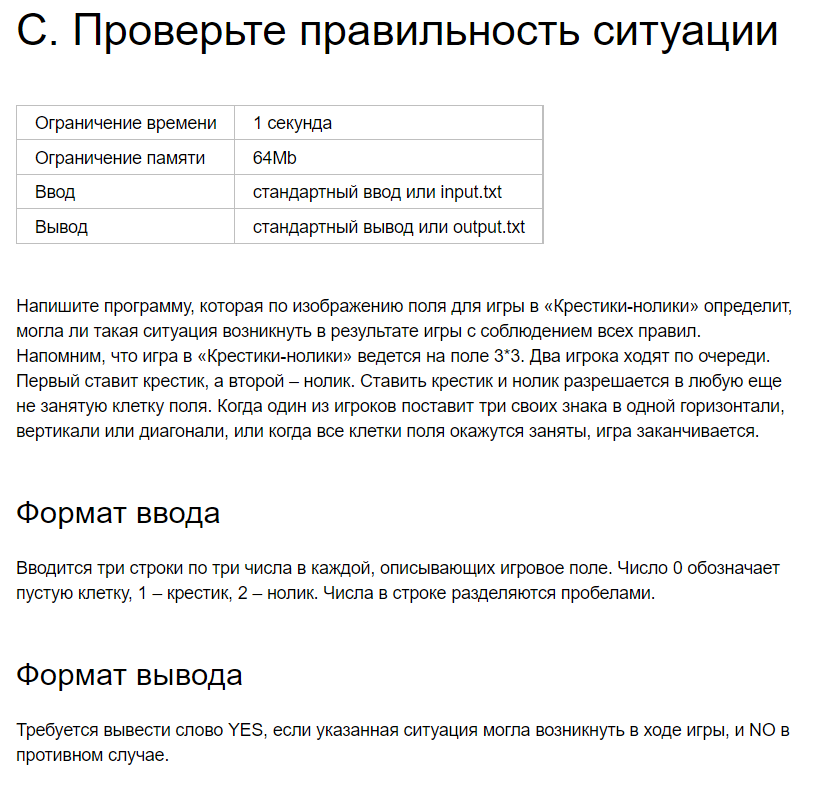 C. Проверьте правильность ситуации
Ограничение времени 1 секунда
Ограничение памяти 64Mb
Ввод стандартный ввод или input.txt
Вывод стандартный вывод или output.txt
Напишите программу, которая по изображению поля для игры в «Крестики-нолики» определит,
могла ли такая ситуация возникнуть в результате игры с соблюдением всех правил.
Напомним, что игра в «Крестики-нолики» ведется на поле 3*3. Два игрока ходят по очереди.
Первый ставит крестик, а второй – нолик. Ставить крестик и нолик разрешается в любую еще
не занятую клетку поля. Когда один из игроков поставит три своих знака в одной горизонтали,
вертикали или диагонали, или когда все клетки поля окажутся заняты, игра заканчивается.
Формат ввода
Вводится три строки по три числа в каждой, описывающих игровое поле. Число 0 обозначает
пустую клетку, 1 – крестик, 2 – нолик. Числа в строке разделяются пробелами.
Формат вывода
Требуется вывести слово YES, если указанная ситуация могла возникнуть в ходе игры, и NO в
противном случае.